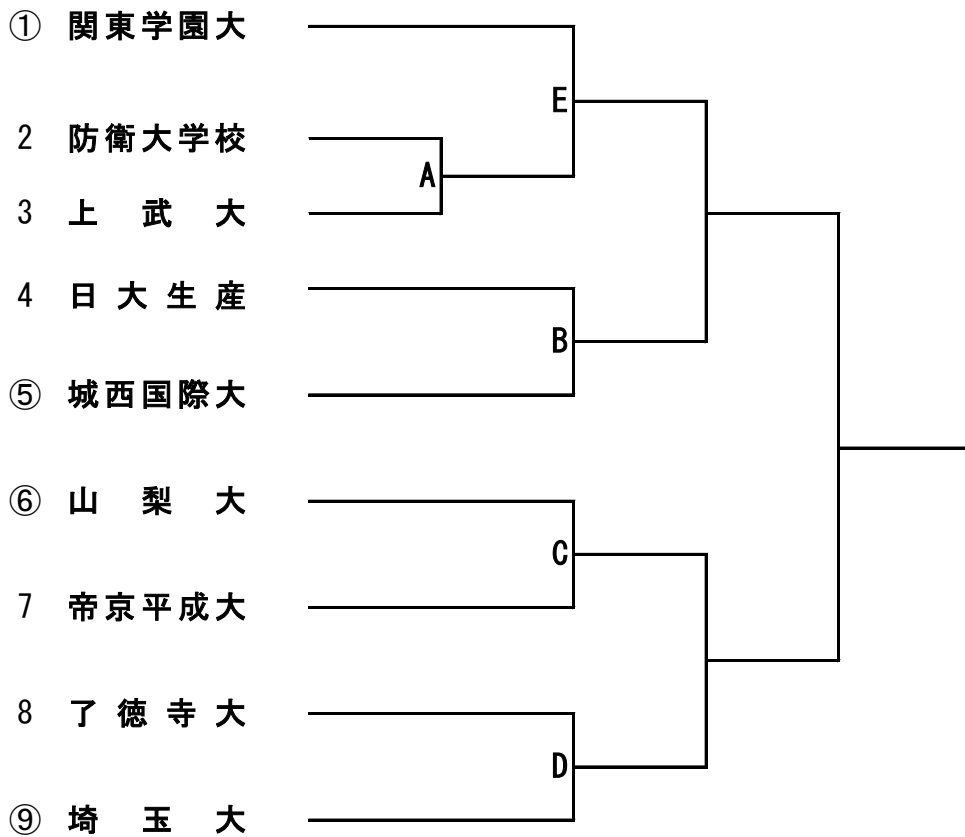 ① 関東学園大
E
2 防衛大学校
A
3 上武大
4 日大生産
B
⑤ 城西国際大
⑥ 山梨大
C
7 帝京平成大
8 了徳寺大
D
⑨ 埼玉大